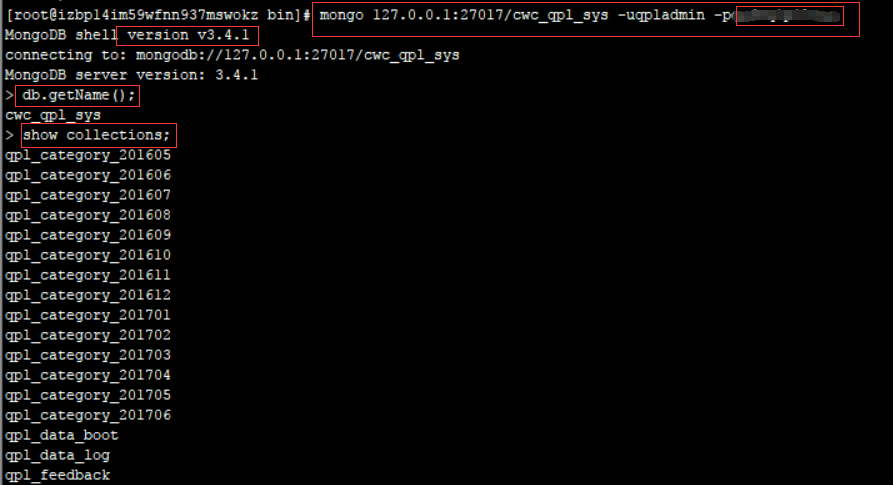 [root@izbp14im59wfnn937mswokz bin]# mongo 127.0.0.1:27017/cwc_qpl_sys -uqpladmin -p
MongoDB shell version v3.4.1
connecting to: mongodb://127.0.0.1:27017/cwc_qpl_sys
MongoDB server version: 3.4.1
> db.getName();
cwc_qpl_sys
> show collections;
qpl_category_201605
qpl_category_201606
qpl_category_201607
qpl_category_201608
qpl_category_201609
qpl_category_201610
qpl_category_201611
qpl_category_201612
qpl_category_201701
qpl_category_201702
qpl_category_201703
qpl_category_201704
qpl_category_201705
qpl_category_201706
qpl_data_boot
qpl_data_log
qpl_feedback